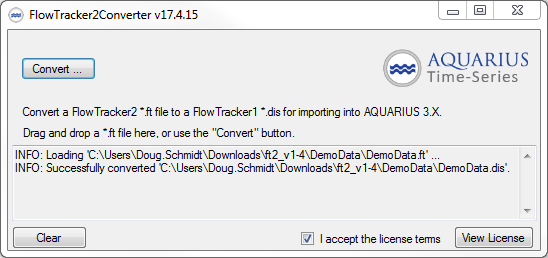 FlowTracker2Converter v17.4.15
Convert ...
AQUARIUS
Time-Series
Convert a FlowTracker2 *.ft file to a FlowTracker1 *.dis for importing into AQUARIUS 3.X.
Drag and drop a *.ft file here, or use the "Convert" button.
INFO: Loading 'C:\Users\Doug.Schmidt\Downloads\ft2_v1-4\DemoData\DemoData.ft' ...
INFO: Successfully converted 'C:\Users\Doug.Schmidt\Downloads\ft2_v1-4\DemoData\DemoData.dis'.
Clear
I accept the license terms
View License